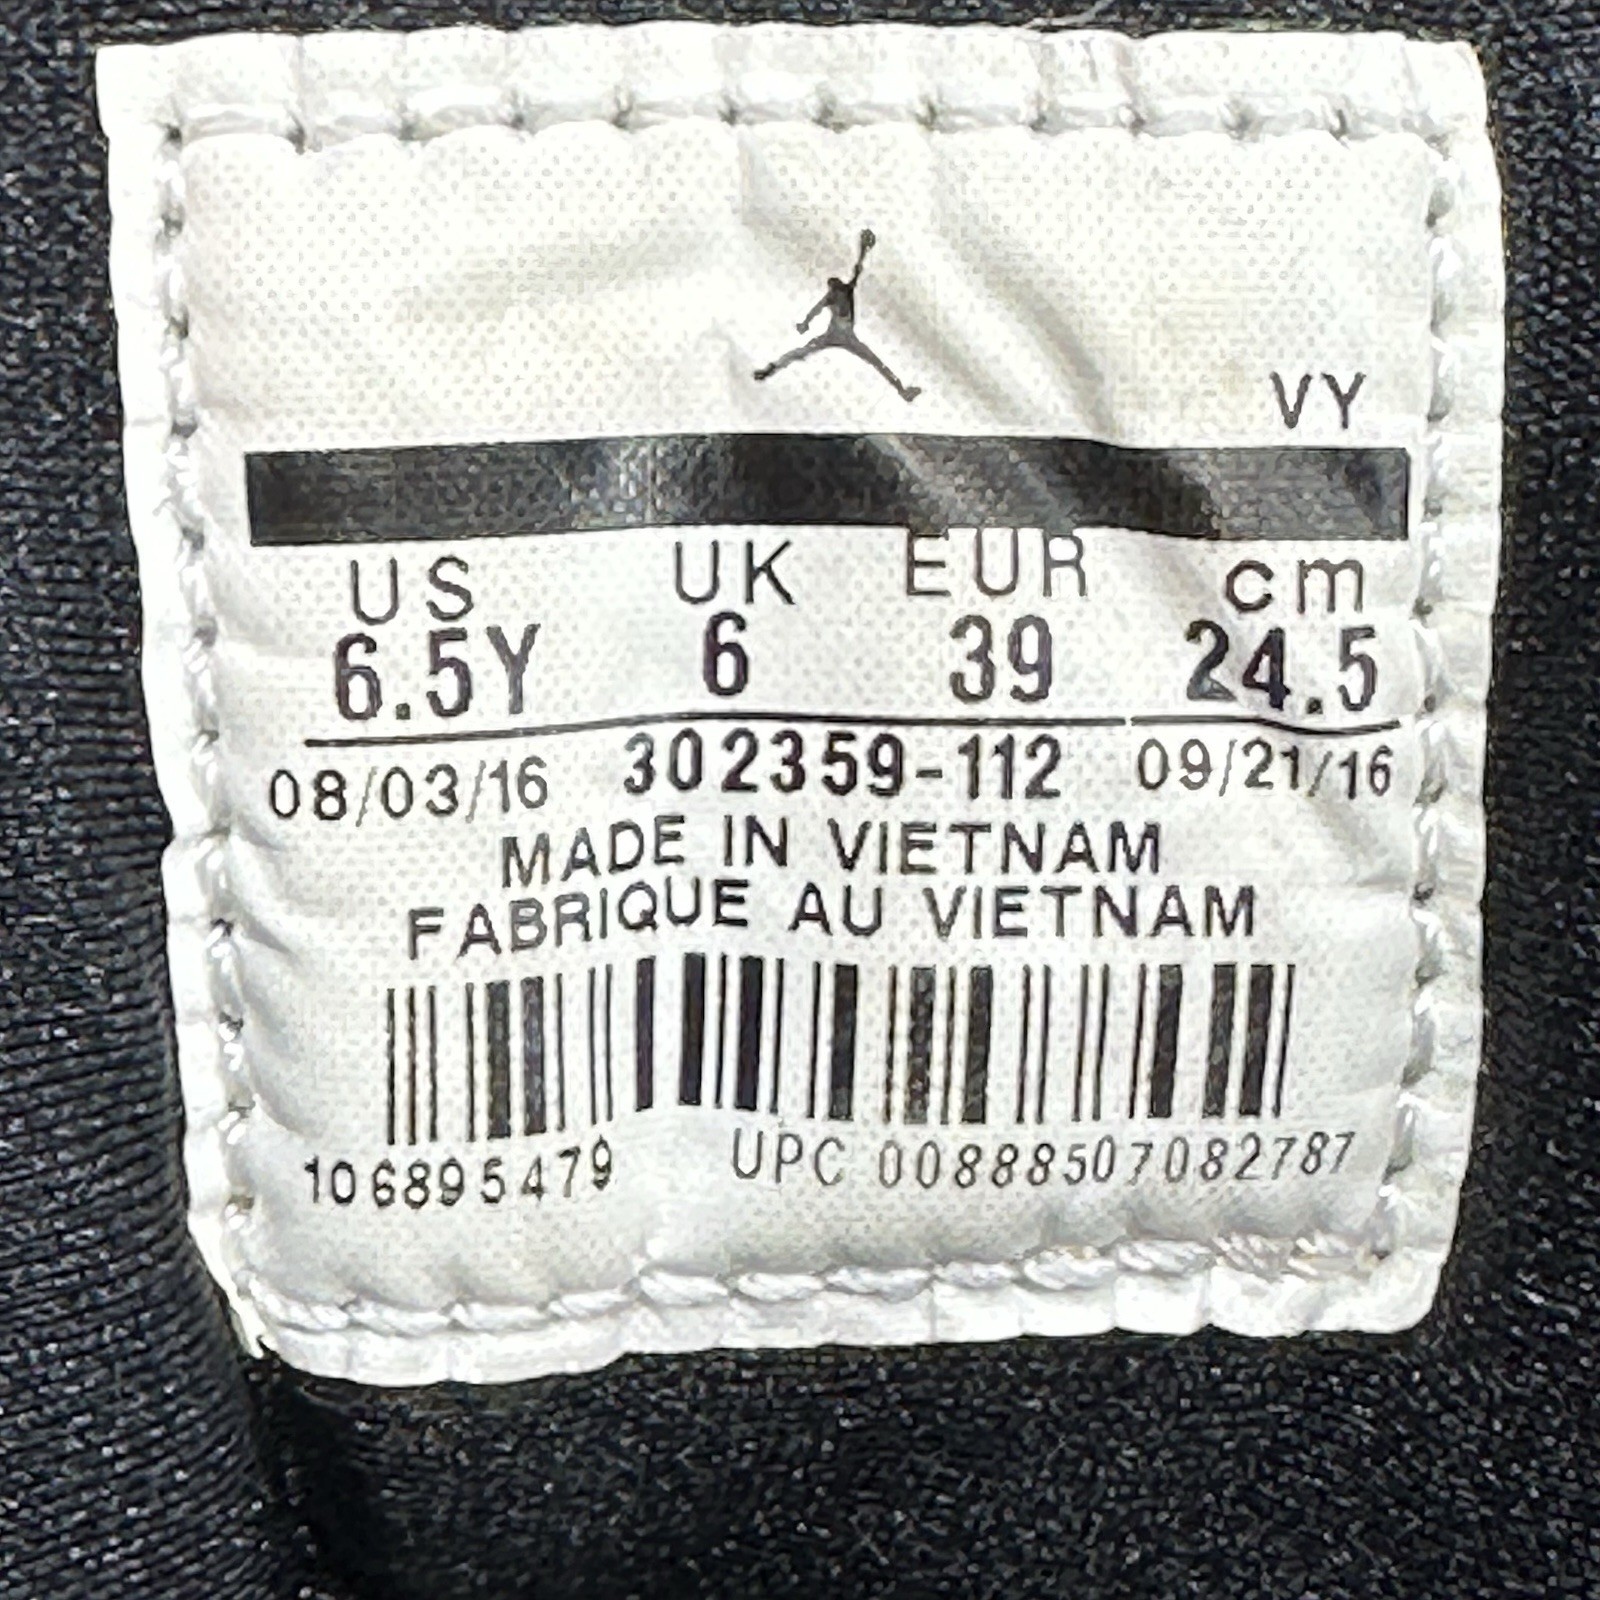 VY
US UK EUR cm
6.5Y 6 39 24.5
08/03/16 302359-112 09/21/16
MADE IN VIETNAM
FABRIQUE AU VIETNAM
106895479 UPC 00888507082787